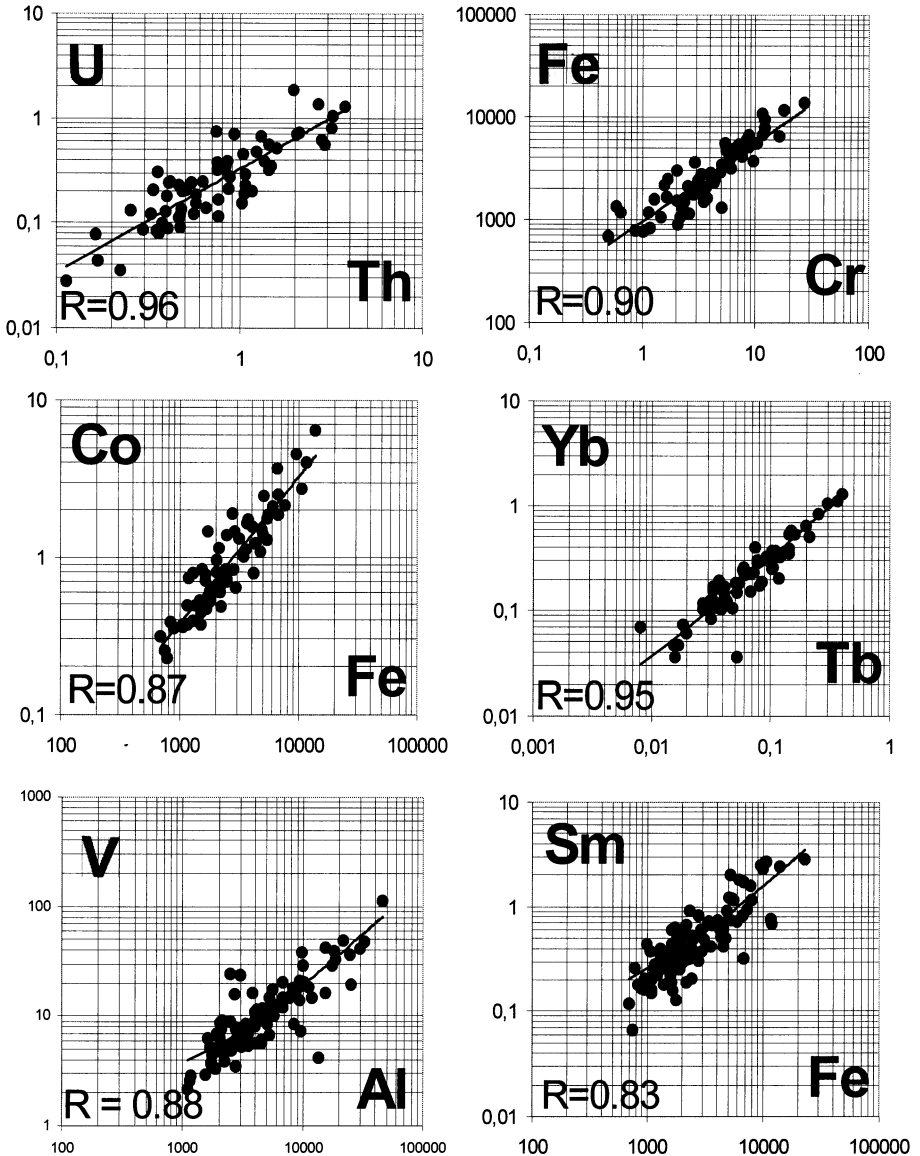 10
U
1
0,1
Th
R=0.96
0,01
0,1 1 10
100000
Fe
10000
1000
Cr
R=0.90
100
0,1 1 10 100
10
Co
1
Fe
R=0.87
0,1
100 1000 10000 100000
10
Yb
1
0,1
Tb
R=0.95
0,01
0,001 0,01 0,1 1
1000
V
100
10
Al
R = 0.88
1
100 1000 10000 100000
10
Sm
1
0,1
Fe
R=0.83
0,01
100 1000 10000 100000